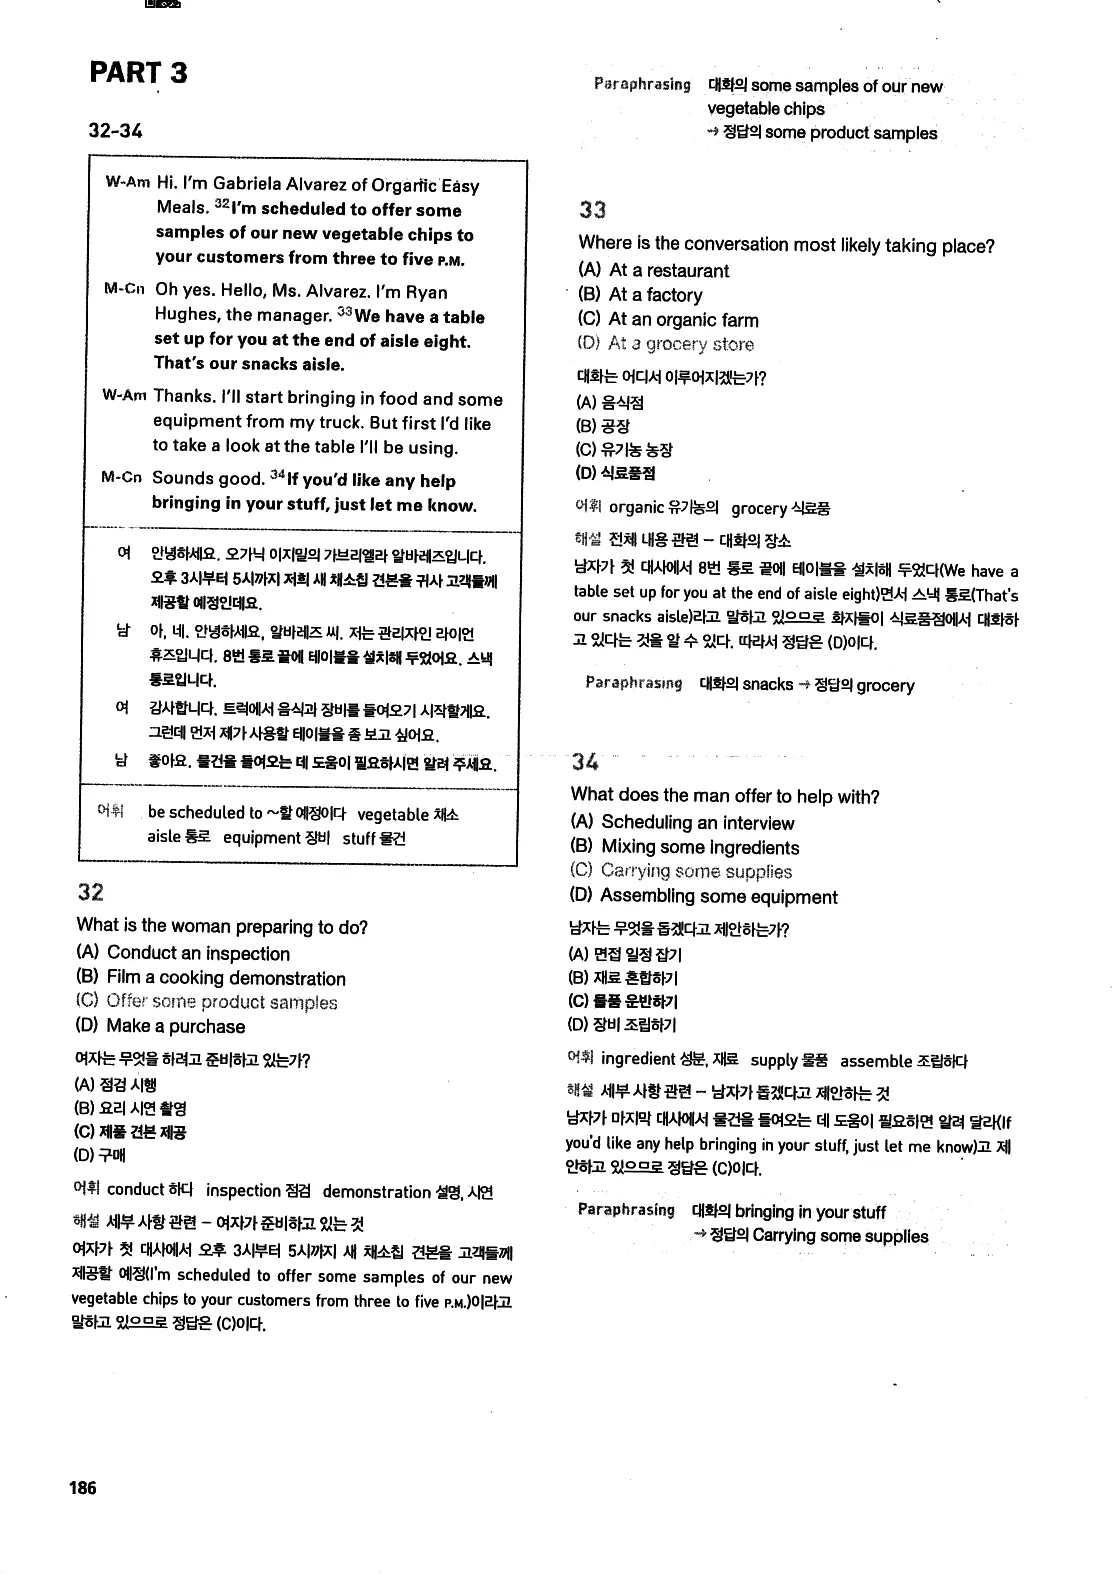 PART 3
32-34
W-Am Hi. I'm Gabriela Alvarez of Organic Easy
Meals. 32I'm scheduled to offer some
samples of our new vegetable chips to
your customers from three to five P.M.
M-Cn Oh yes. Hello, Ms. Alvarez. I'm Ryan
Hughes, the manager. 33We have a table
set up for you at the end of aisle eight.
That's our snacks aisle.
W-Am Thanks. I'll start bringing in food and some
equipment from my truck. But first I'd like
to take a look at the table I'll be using.
M-Cn Sounds good. 34If you'd like any help
bringing in your stuff, just let me know.
여 안녕하세요. 오가닉 이지밀의 가브리엘라 알바레즈입니다.
오후 3시부터 5시까지 저희 새 채소칩 견본을 귀사 고객들께
제공할 예정인데요.
남 아, 네. 안녕하세요, 알바레즈 씨. 저는 관리자인 라이언
휴즈입니다. 8번 통로 끝에 테이블을 설치해 두었어요. 스낵
통로입니다.
여 감사합니다. 트럭에서 음식과 장비를 들여오기 시작할게요.
그런데 먼저 제가 사용할 테이블을 좀 보고 싶어요.
남 좋아요. 물건을 들여오는 데 도움이 필요하시면 알려 주세요.
어휘 be scheduled to ~할 예정이다 vegetable 채소
aisle 통로 equipment 장비 stuff 물건
32
What is the woman preparing to do?
(A) Conduct an inspection
(B) Film a cooking demonstration
(C) Offer some product samples
(D) Make a purchase
여자는 무엇을 하려고 준비하고 있는가?
(A) 점검 시행
(B) 요리 시연 촬영
(C) 제품 견본 제공
(D) 구매
어휘 conduct 하다 inspection 점검 demonstration 설명, 시연
해설 세부 사항 관련 – 여자가 준비하고 있는 것
여자가 첫 대사에서 오후 3시부터 5시까지 새 채소칩 견본을 고객들께
제공할 예정(I'm scheduled to offer some samples of our new
vegetable chips to your customers from three to five P.M.)이라고
말하고 있으므로 정답은 (C)이다.
186
Paraphrasing 대화의 some samples of our new
vegetable chips
→ 정답의 some product samples
33
Where is the conversation most likely taking place?
(A) At a restaurant
(B) At a factory
(C) At an organic farm
(D) At a grocery store
대화는 어디서 이루어지겠는가?
(A) 음식점
(B) 공장
(C) 유기농 농장
(D) 식료품점
어휘 organic 유기농의 grocery 식료품
해설 전체 내용 관련 – 대화의 장소
남자가 첫 대사에서 8번 통로 끝에 테이블을 설치해 두었다(We have a
table set up for you at the end of aisle eight)면서 스낵 통로(That's
our snacks aisle)라고 말하고 있으므로 화자들이 식료품점에서 대화하
고 있다는 것을 알 수 있다. 따라서 정답은 (D)이다.
Paraphrasing 대화의 snacks → 정답의 grocery
34
What does the man offer to help with?
(A) Scheduling an interview
(B) Mixing some ingredients
(C) Carrying some supplies
(D) Assembling some equipment
남자는 무엇을 돕겠다고 제안하는가?
(A) 면접 일정 잡기
(B) 재료 혼합하기
(C) 물품 운반하기
(D) 장비 조립하기
어휘 ingredient 성분, 재료 supply 물품 assemble 조립하다
해설 세부 사항 관련 – 남자가 돕겠다고 제안하는 것
남자가 마지막 대사에서 물건을 들여오는 데 도움이 필요하면 알려 달라(If
you'd like any help bringing in your stuff, just let me know)고 제
안하고 있으므로 정답은 (C)이다.
Paraphrasing 대화의 bringing in your stuff
→ 정답의 Carrying some supplies